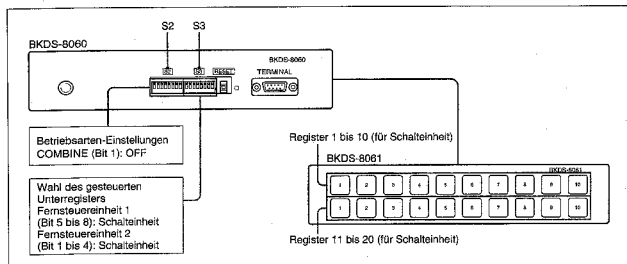 S2 S3
BKDS-8060
BKDS-8060
S2 S3 RESET TERMINAL
Betriebsarten-Einstellungen
COMBINE (Bit 1): OFF
Wahl des gesteuerten
Unterregisters
Fernsteuereinheit 1
(Bit 5 bis 8): Schalteinheit
Fernsteuereinheit 2
(Bit 1 bis 4): Schalteinheit
Register 1 bis 10 (für Schalteinheit)
BKDS-8061
BKDS-8061
1 2 3 4 5 6 7 8 9 10
1 2 3 4 5 6 7 8 9 10
Register 11 bis 20 (für Schalteinheit)